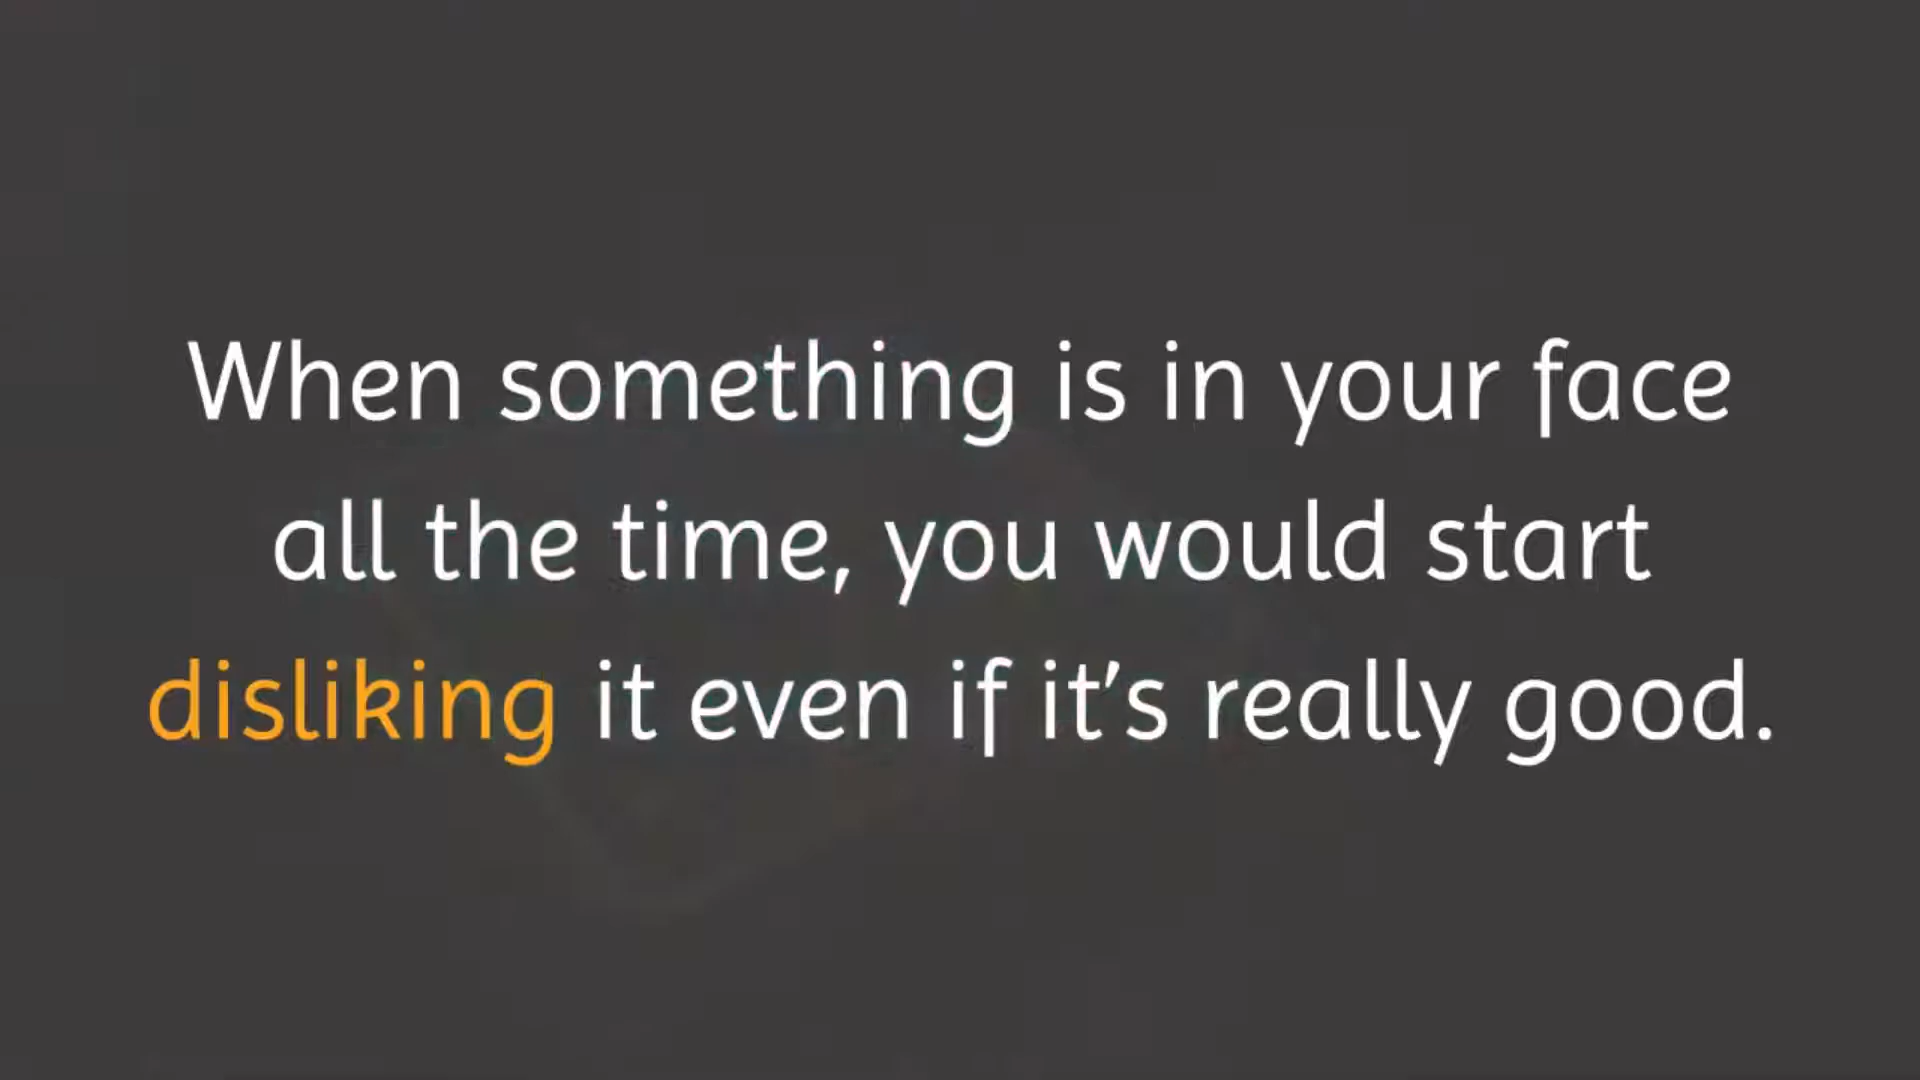 When something is in your face
all the time, you would start
disliking it even if it's really good.